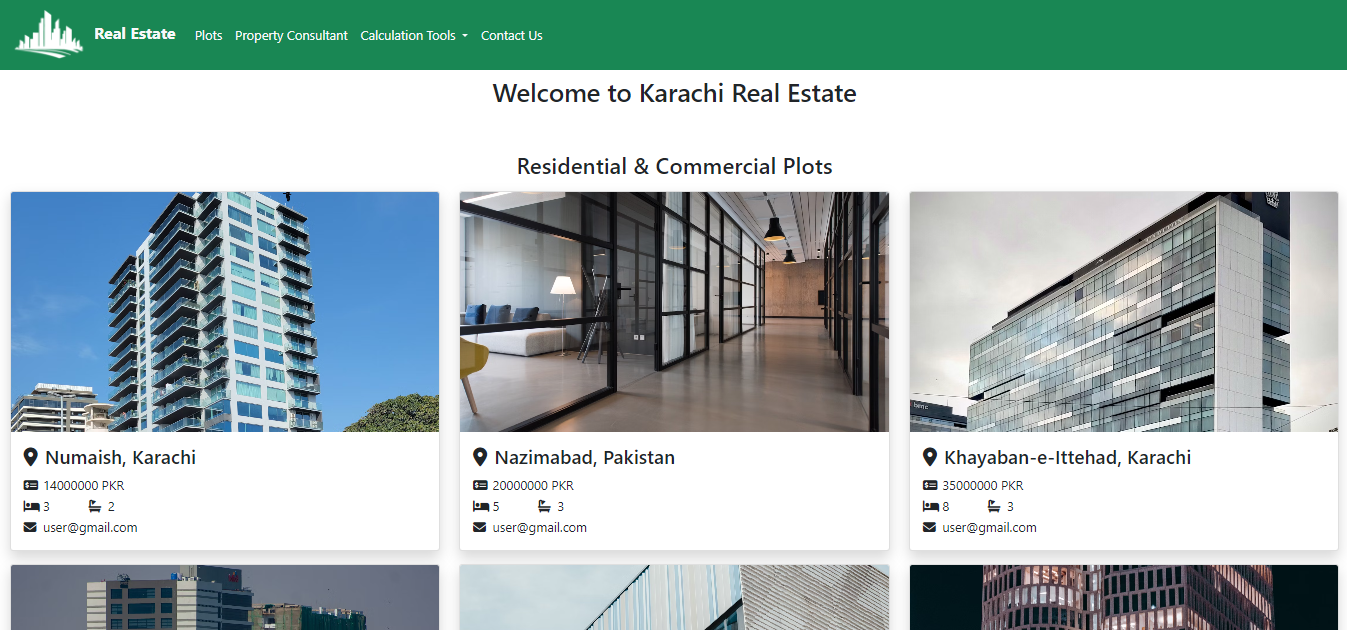 Real Estate Plots Property Consultant Calculation Tools Contact Us
Welcome to Karachi Real Estate
Residential & Commercial Plots
Numaish, Karachi
14000000 PKR
3 2
user@gmail.com
Nazimabad, Pakistan
20000000 PKR
5 3
user@gmail.com
Khayaban-e-Ittehad, Karachi
35000000 PKR
8 3
user@gmail.com